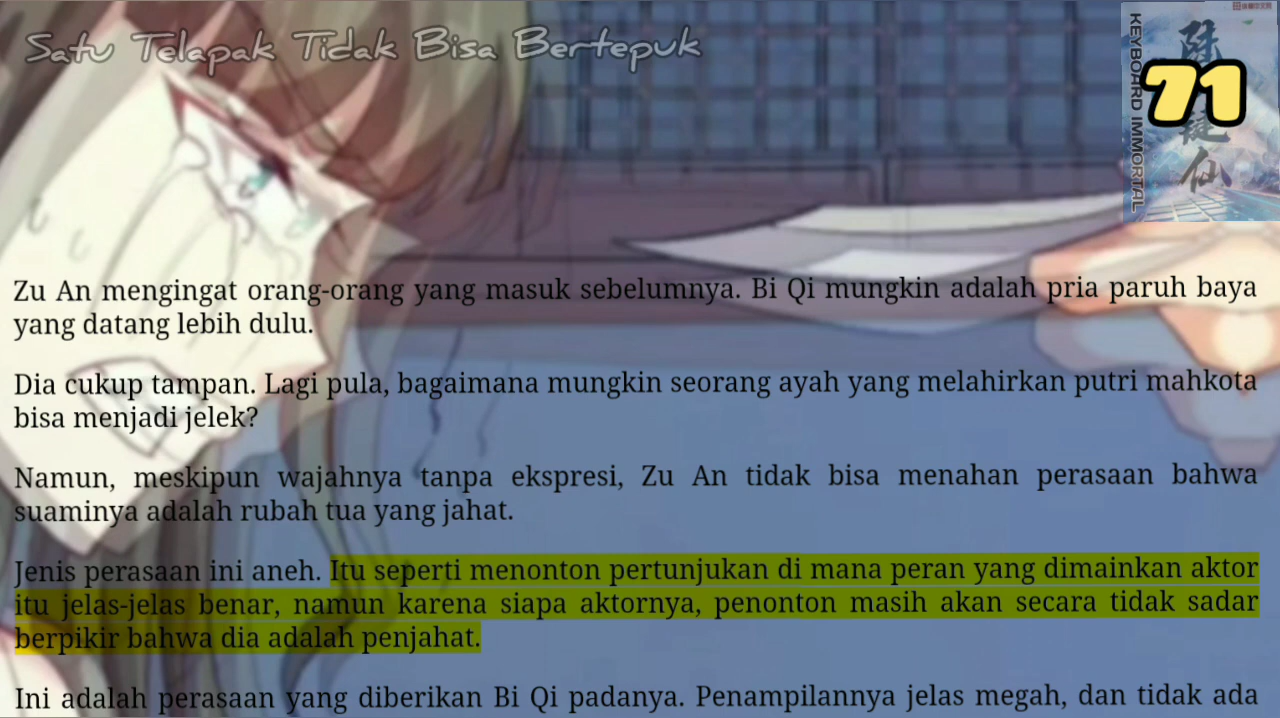 Satu Telapak Tidak Bisa Bertepuk
KEYBOARD IMMORTAL
71
Zu An mengingat orang-orang yang masuk sebelumnya. Bi Qi mungkin adalah pria paruh baya
yang datang lebih dulu.
Dia cukup tampan. Lagi pula, bagaimana mungkin seorang ayah yang melahirkan putri mahkota
bisa menjadi jelek?
Namun, meskipun wajahnya tanpa ekspresi, Zu An tidak bisa menahan perasaan bahwa
suaminya adalah rubah tua yang jahat.
Jenis perasaan ini aneh. Itu seperti menonton pertunjukan di mana peran yang dimainkan aktor
itu jelas-jelas benar, namun karena siapa aktornya, penonton masih akan secara tidak sadar
berpikir bahwa dia adalah penjahat.
Ini adalah perasaan yang diberikan Bi Qi padanya. Penampilannya jelas megah, dan tidak ada